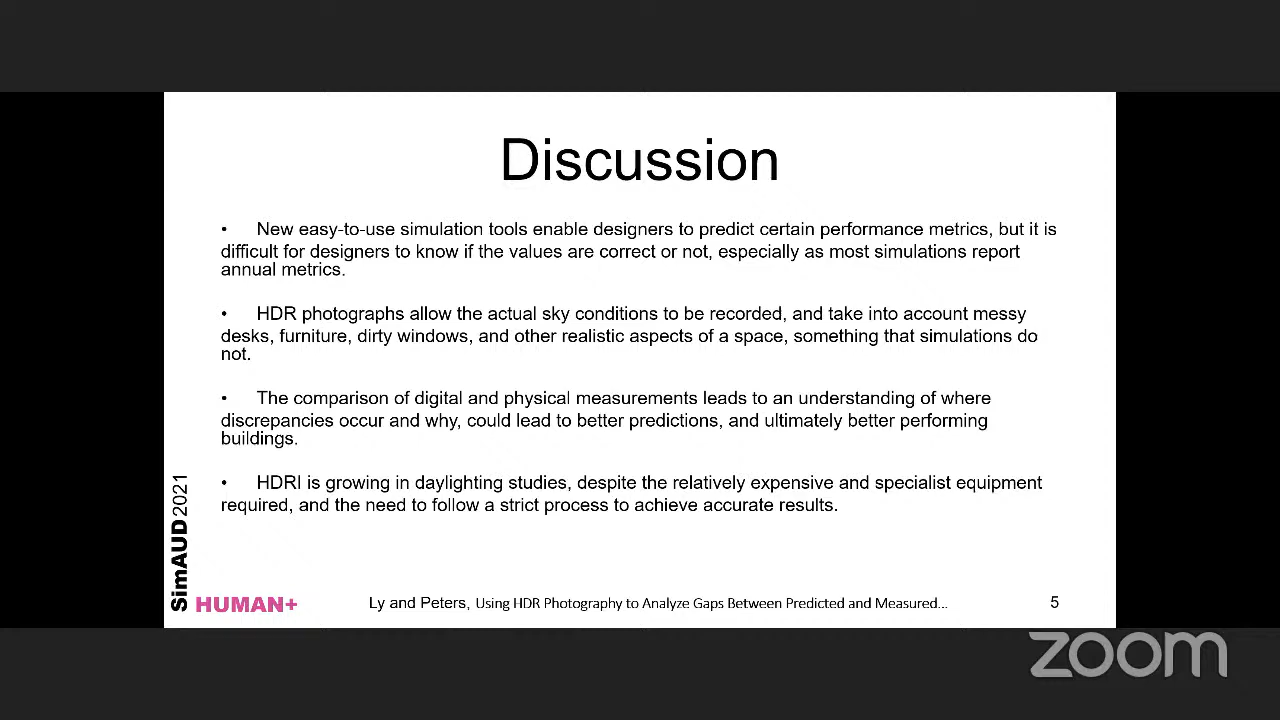 Discussion
• New easy-to-use simulation tools enable designers to predict certain performance metrics, but it is
difficult for designers to know if the values are correct or not, especially as most simulations report
annual metrics.
• HDR photographs allow the actual sky conditions to be recorded, and take into account messy
desks, furniture, dirty windows, and other realistic aspects of a space, something that simulations do
not.
• The comparison of digital and physical measurements leads to an understanding of where
discrepancies occur and why, could lead to better predictions, and ultimately better performing
buildings.
• HDRI is growing in daylighting studies, despite the relatively expensive and specialist equipment
required, and the need to follow a strict process to achieve accurate results.
SimAUD2021
HUMAN+
Ly and Peters, Using HDR Photography to Analyze Gaps Between Predicted and Measured...
5
zoom